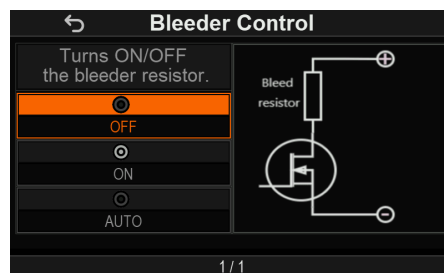 Bleeder Control
Turns ON/OFF
the bleeder resistor.
OFF
ON
AUTO
Bleed
resistor
1 / 1